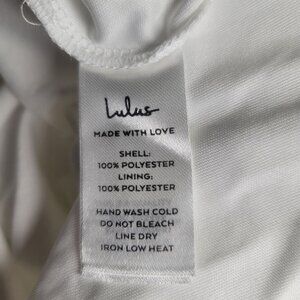 Lulus
MADE WITH LOVE
SHELL:
100% POLYESTER
LINING:
100% POLYESTER
HAND WASH COLD
DO NOT BLEACH
LINE DRY
IRON LOW HEAT